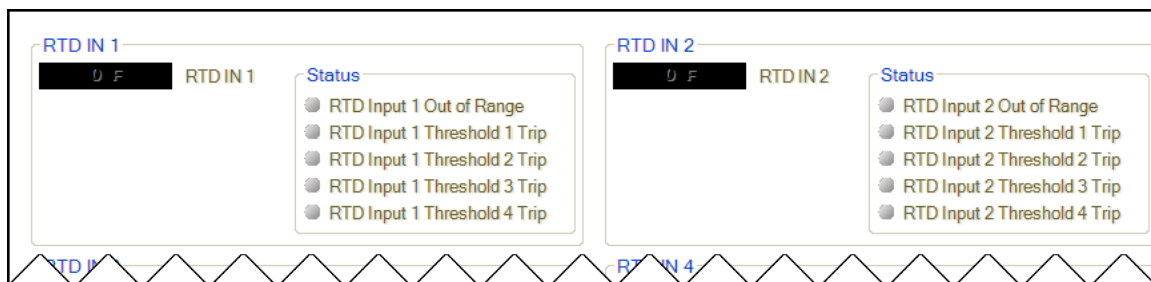 RTD IN 1
0 F RTD IN 1
Status
RTD Input 1 Out of Range
RTD Input 1 Threshold 1 Trip
RTD Input 1 Threshold 2 Trip
RTD Input 1 Threshold 3 Trip
RTD Input 1 Threshold 4 Trip
RTD IN 2
0 F RTD IN 2
Status
RTD Input 2 Out of Range
RTD Input 2 Threshold 1 Trip
RTD Input 2 Threshold 2 Trip
RTD Input 2 Threshold 3 Trip
RTD Input 2 Threshold 4 Trip
IN 4